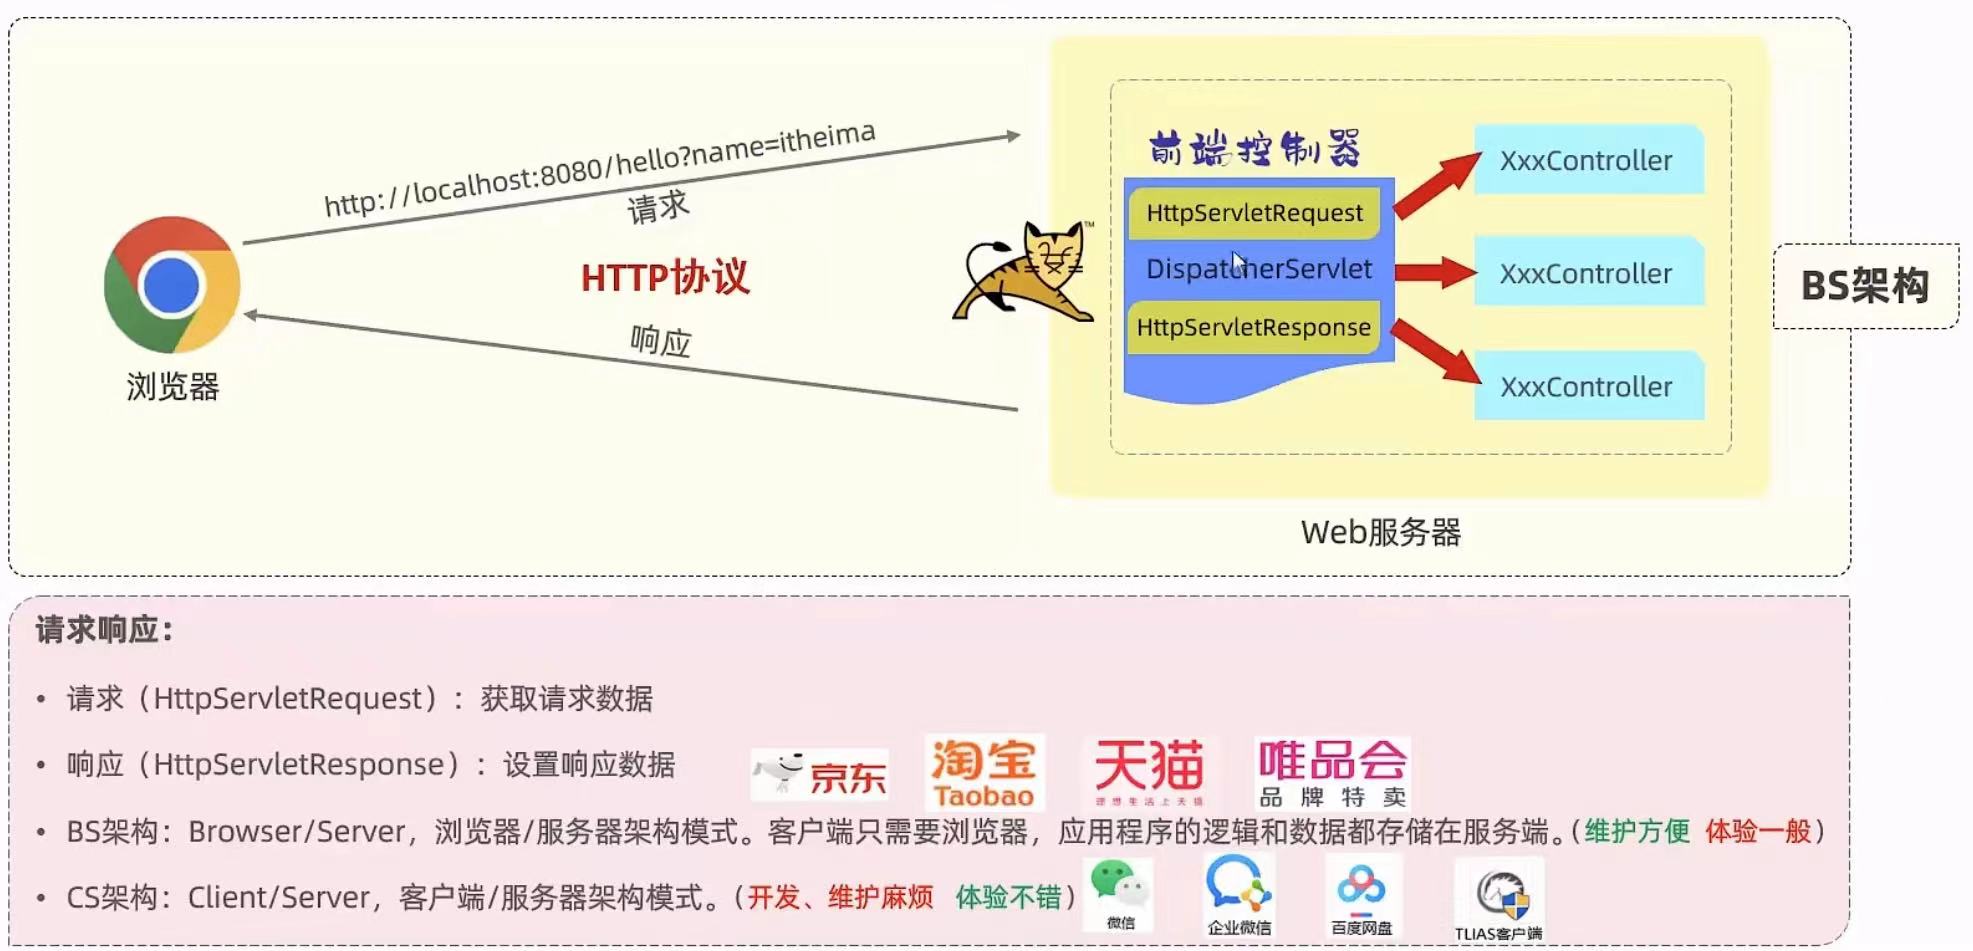 http://localhost:8080/hello?name=itheima
请求
HTTP协议
响应
浏览器
™
前端控制器
HttpServletRequest
DispatcherServlet
HttpServletResponse
XxxController
XxxController
XxxController
Web服务器
BS架构
请求响应：
• 请求（HttpServletRequest）：获取请求数据
• 响应（HttpServletResponse）：设置响应数据
京东
淘宝
Taobao
天猫
理想生活上天猫
唯品会
品牌特卖
• BS架构：Browser/Server，浏览器/服务器架构模式。客户端只需要浏览器，应用程序的逻辑和数据都存储在服务端。（维护方便 体验一般）
• CS架构：Client/Server，客户端/服务器架构模式。（开发、维护麻烦 体验不错）
微信
企业微信
百度网盘
TLIAS客户端